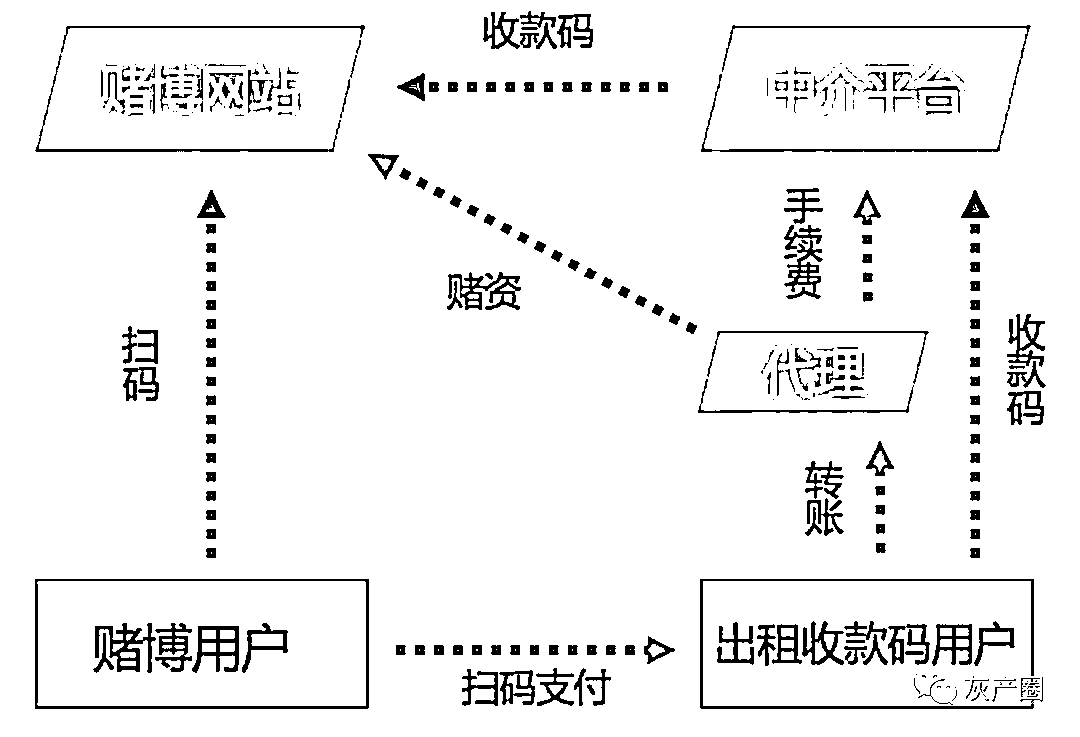 收款码
赌博网站
中介平台
手续费
赌资
扫码
收款码
代理
转账
赌博用户
出租收款码用户
扫码支付
灰产圈